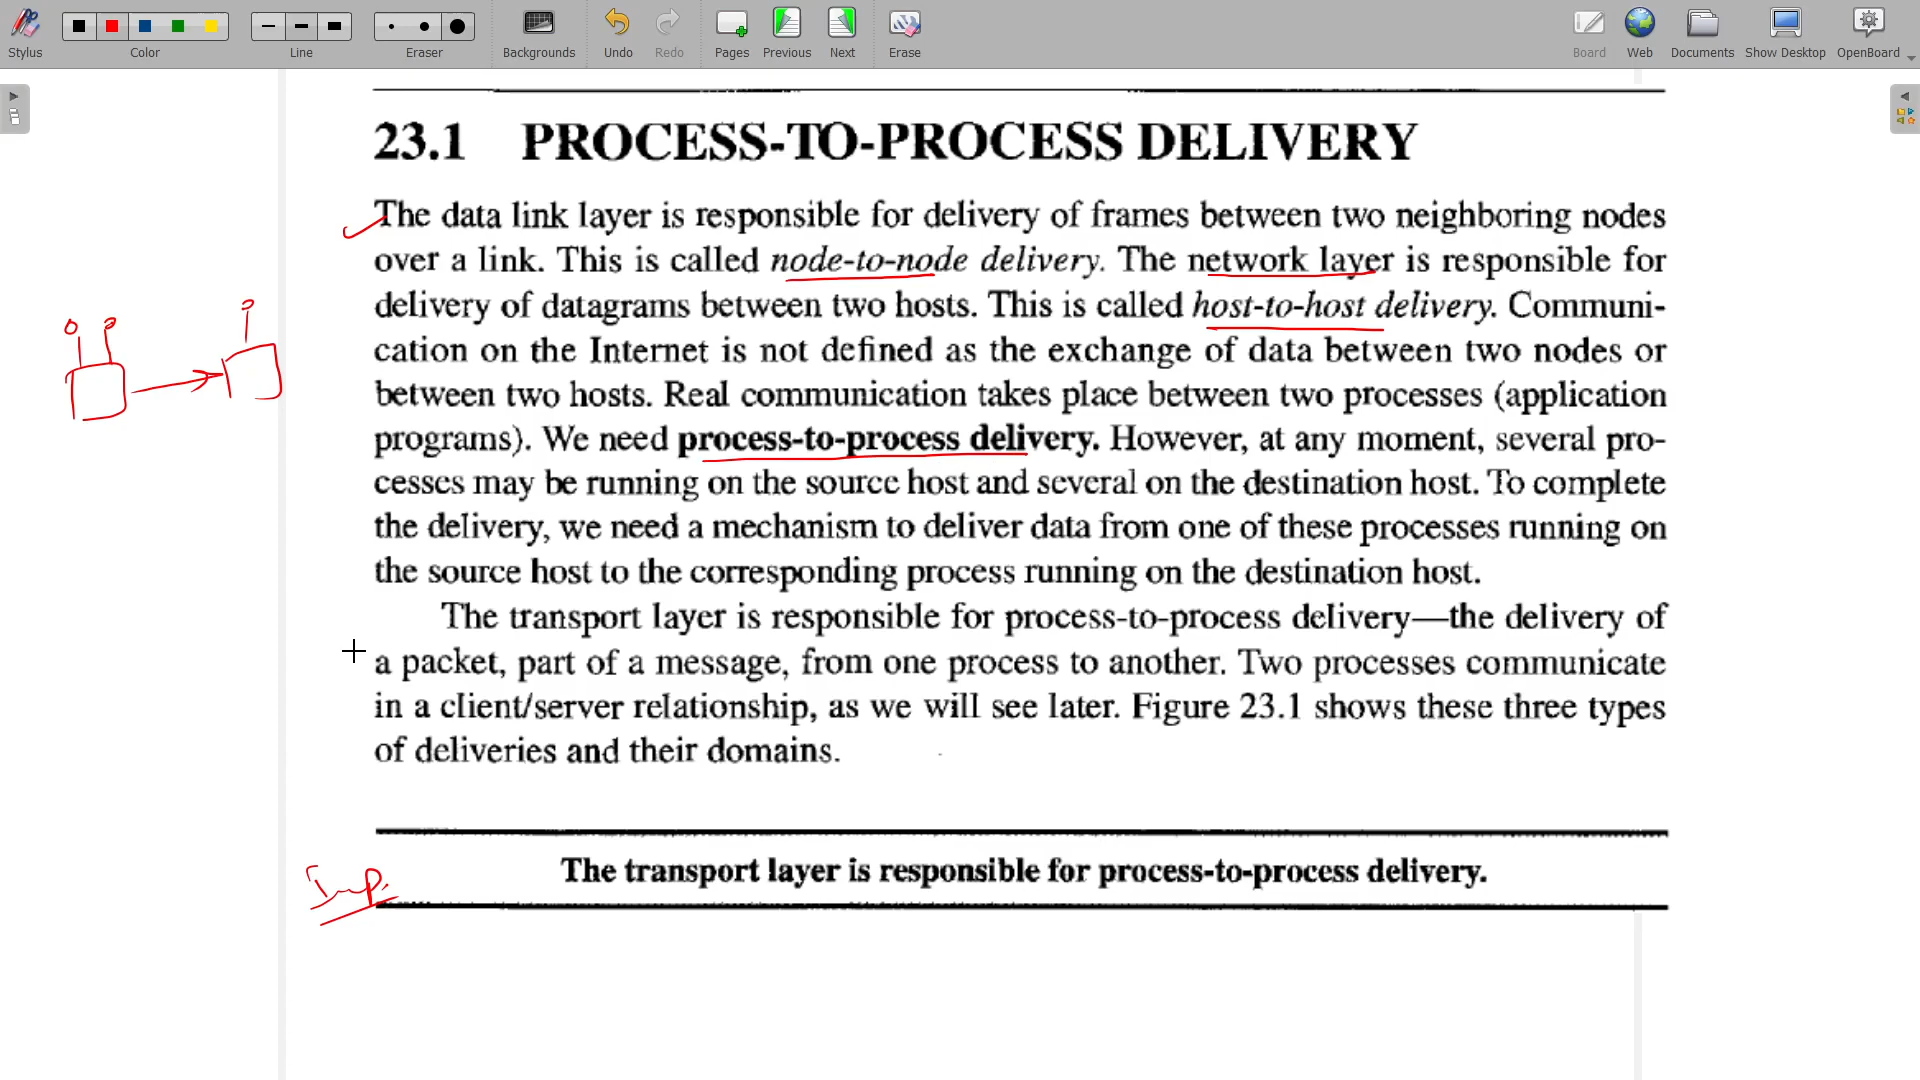 Stylus Color Line Eraser Backgrounds Undo Redo Pages Previous Next Erase Board Web Documents Show Desktop OpenBoard
23.1 PROCESS-TO-PROCESS DELIVERY
The data link layer is responsible for delivery of frames between two neighboring nodes
over a link. This is called node-to-node delivery. The network layer is responsible for
delivery of datagrams between two hosts. This is called host-to-host delivery. Communi-
cation on the Internet is not defined as the exchange of data between two nodes or
between two hosts. Real communication takes place between two processes (application
programs). We need process-to-process delivery. However, at any moment, several pro-
cesses may be running on the source host and several on the destination host. To complete
the delivery, we need a mechanism to deliver data from one of these processes running on
the source host to the corresponding process running on the destination host.
The transport layer is responsible for process-to-process delivery—the delivery of
a packet, part of a message, from one process to another. Two processes communicate
in a client/server relationship, as we will see later. Figure 23.1 shows these three types
of deliveries and their domains.
Imp.
The transport layer is responsible for process-to-process delivery.